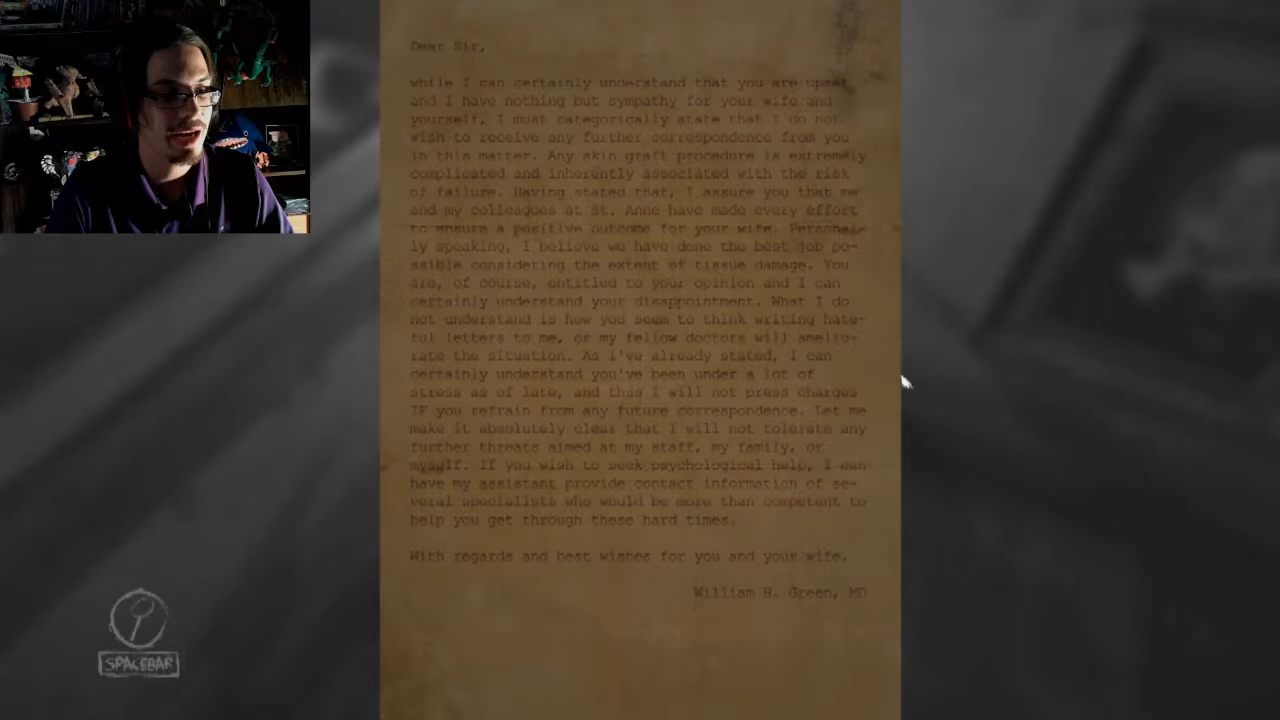 Dear Sir,
while I can certainly understand that you are upset
and I have nothing but sympathy for your wife and
yourself, I must categorically state that I do not
wish to receive any further correspondence from you
in this matter. Any skin graft procedure is extremely
complicated and inherently associated with the risk
of failure. Having stated that, I assure you that me
and my colleagues at St. Anne have made every effort
to ensure a positive outcome for your wife. Personal-
ly speaking, I believe we have done the best job po-
ssible considering the extent of tissue damage. You
are, of course, entitled to your opinion and I can
certainly understand your disappointment. What I do
not understand is how you seem to think writing hate-
ful letters to me, or my fellow doctors will amelio-
rate the situation. As I've already stated, I can
certainly understand you've been under a lot of
stress as of late, and thus I will not press charges
IF you refrain from any future correspondence. Let me
make it absolutely clear that I will not tolerate any
further threats aimed at my staff, my family, or
myself. If you wish to seek psychological help, I can
have my assistant provide contact information of se-
veral specialists who would be more than competent to
help you get through these hard times.
With regards and best wishes for you and your wife.
William H. Green, MD
SPACEBAR